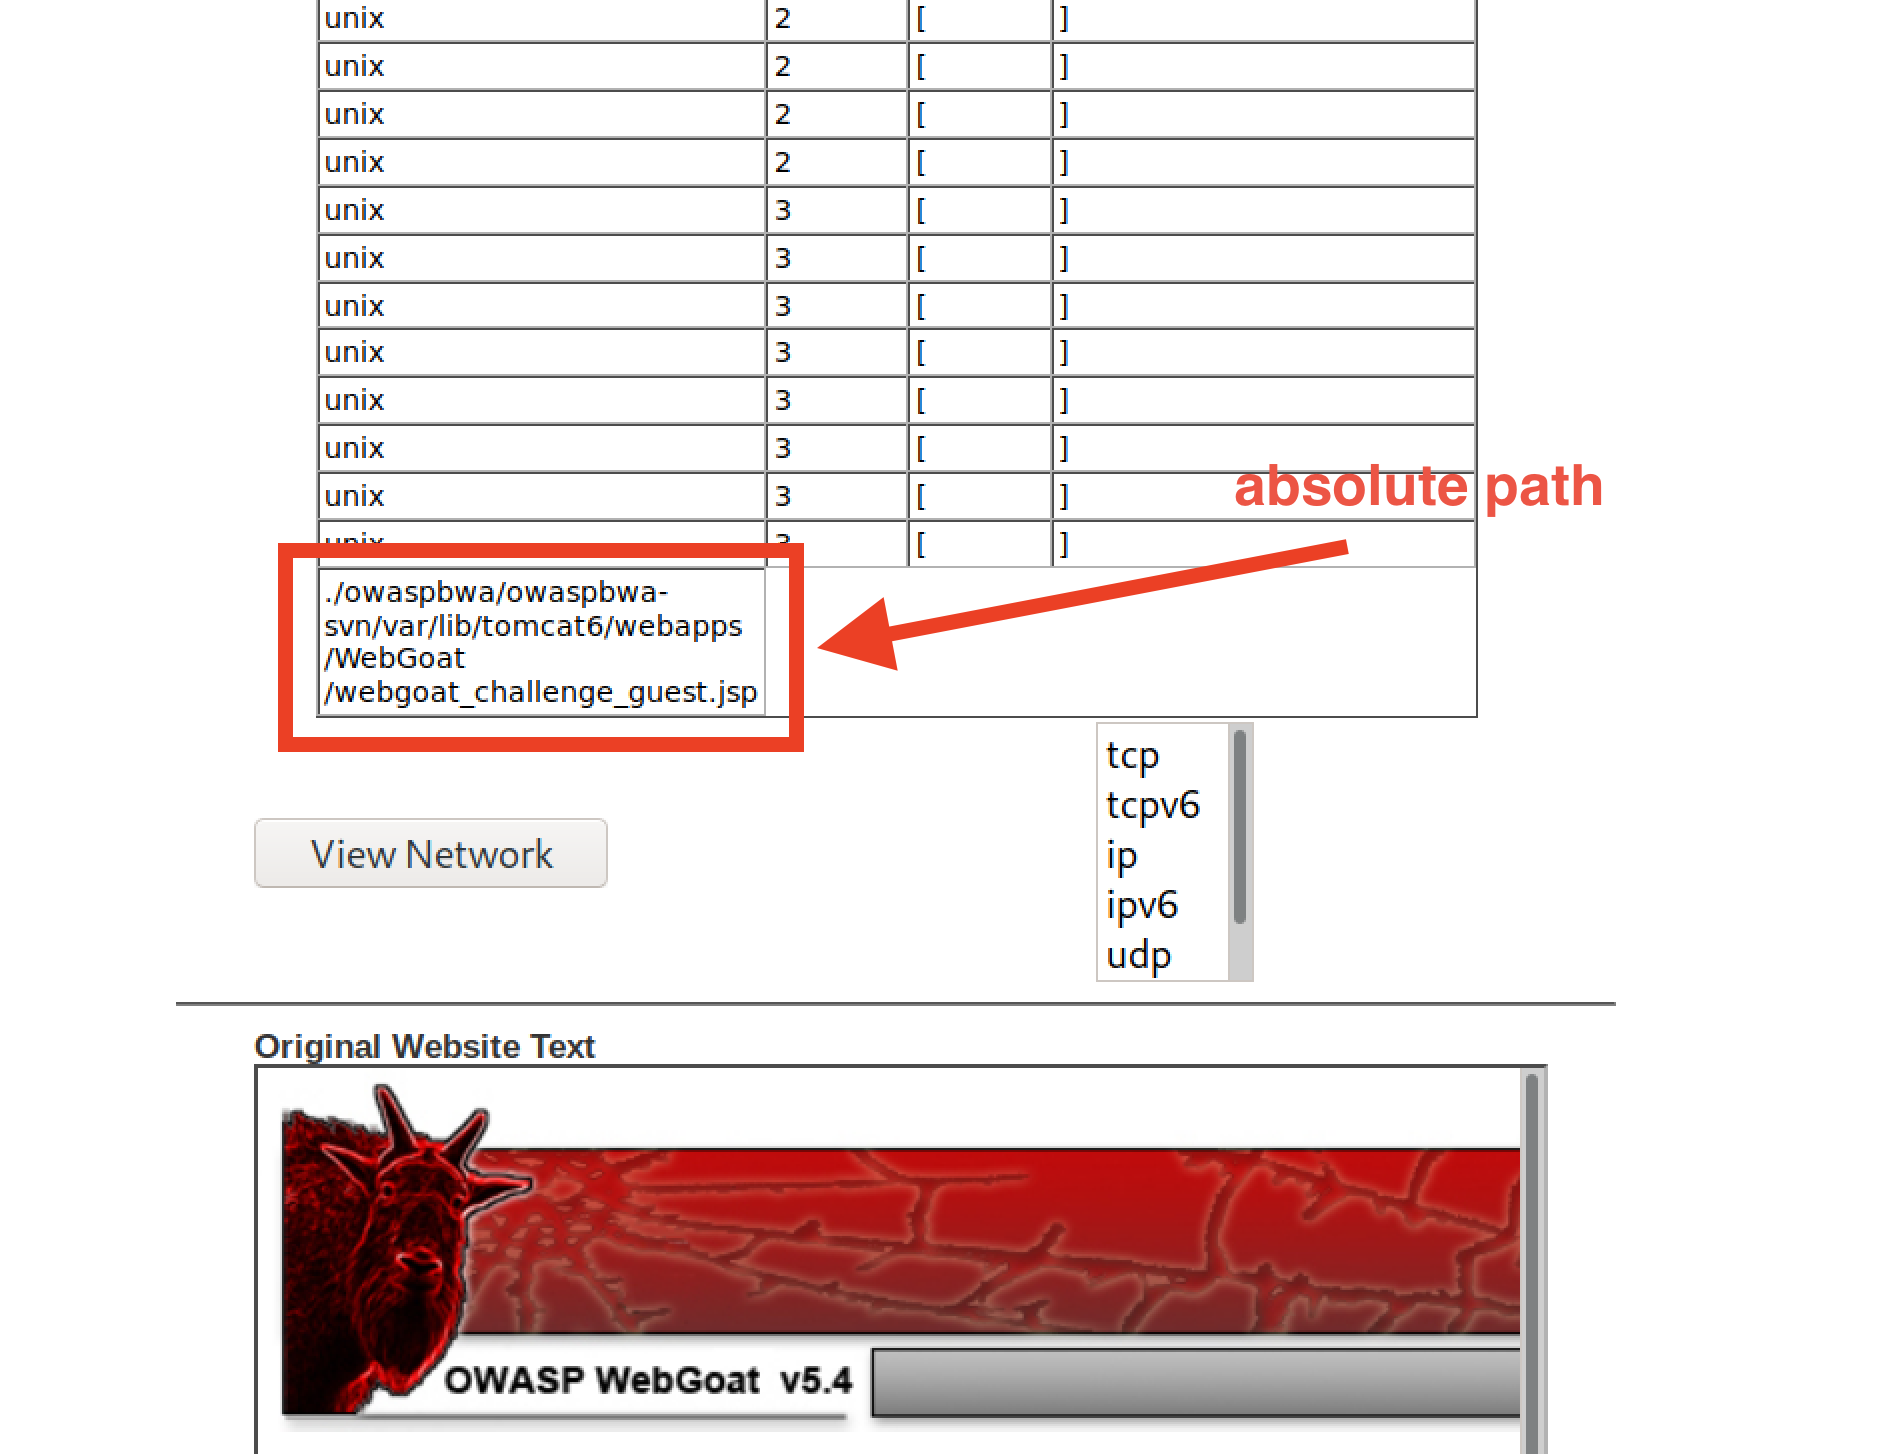 unix 2 [ ]
unix 2 [ ]
unix 2 [ ]
unix 2 [ ]
unix 3 [ ]
unix 3 [ ]
unix 3 [ ]
unix 3 [ ]
unix 3 [ ]
unix 3 [ ]
unix 3 [ ]
absolute path
unix 3 [ ]
./owaspbwa/owaspbwa-
svn/var/lib/tomcat6/webapps
/WebGoat
/webgoat_challenge_guest.jsp
tcp
tcpv6
ip
ipv6
udp
View Network
Original Website Text
OWASP WebGoat v5.4